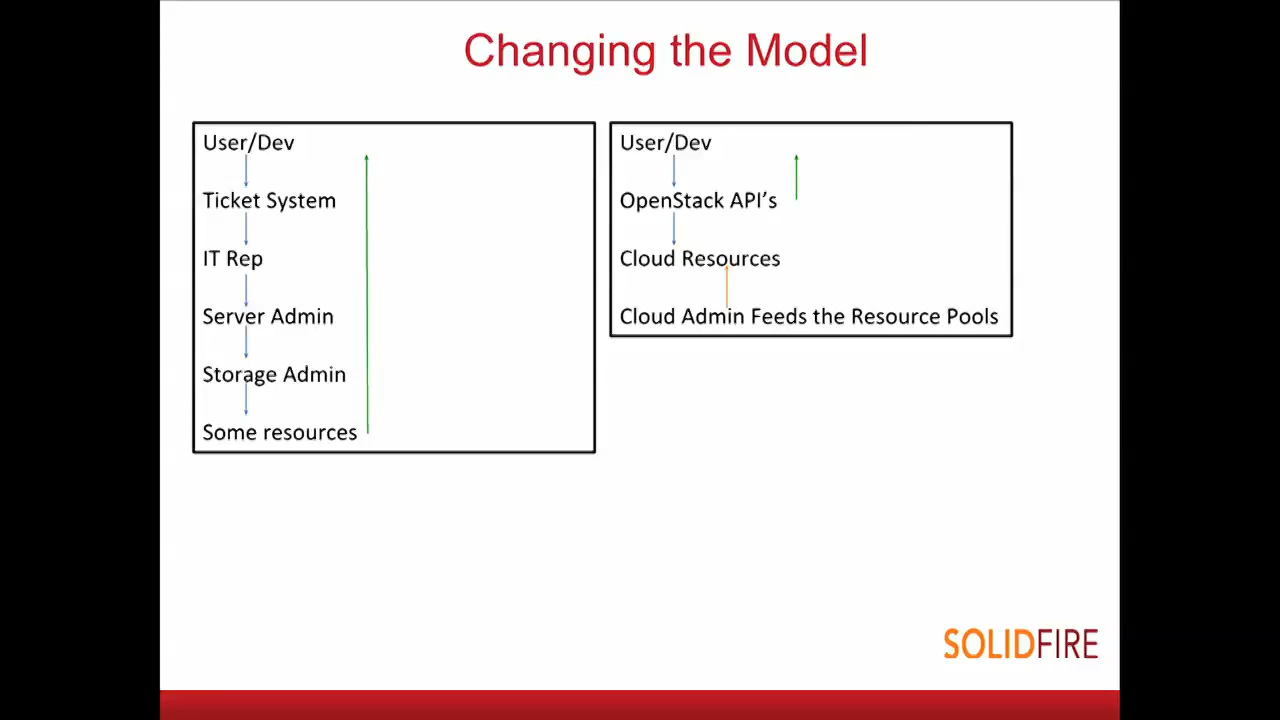 Changing the Model
User/Dev
Ticket System
IT Rep
Server Admin
Storage Admin
Some resources
User/Dev
OpenStack API's
Cloud Resources
Cloud Admin Feeds the Resource Pools
SOLIDFIRE